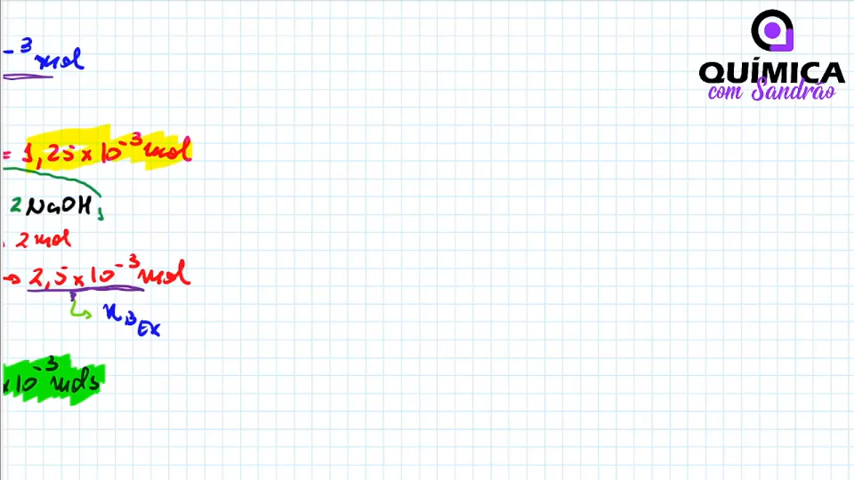 QUÍMICA
com Sandrão
-3 mol
= 1,25 x 10^-3 mol
2 NaOH
2 mol
→ 2,5 x 10^-3 mol
n B Ex
x10^-3 mols